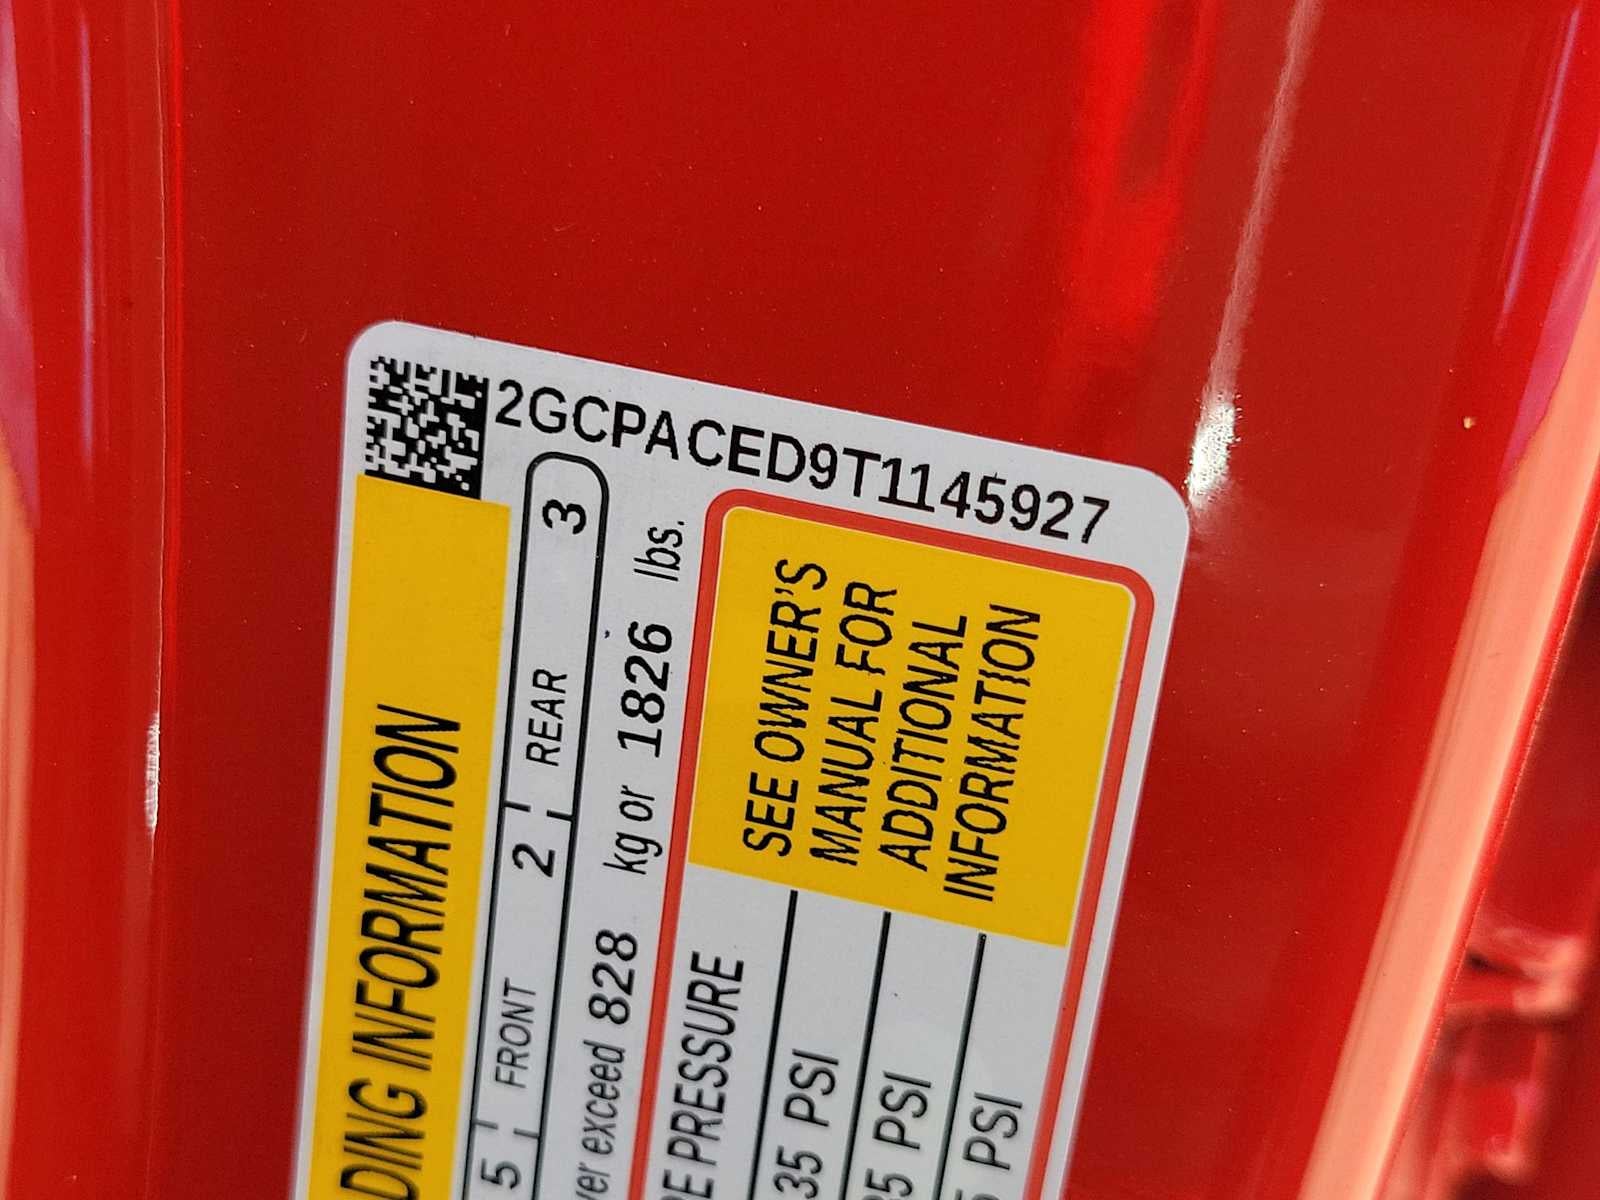 2GCPACED9T1145927
DING INFORMATION
5 FRONT 2 REAR 3
exceed 828 kg or 1826 lbs.
PRESSURE
SEE OWNER'S
MANUAL FOR
ADDITIONAL
INFORMATION
35 PSI
PSI
PSI